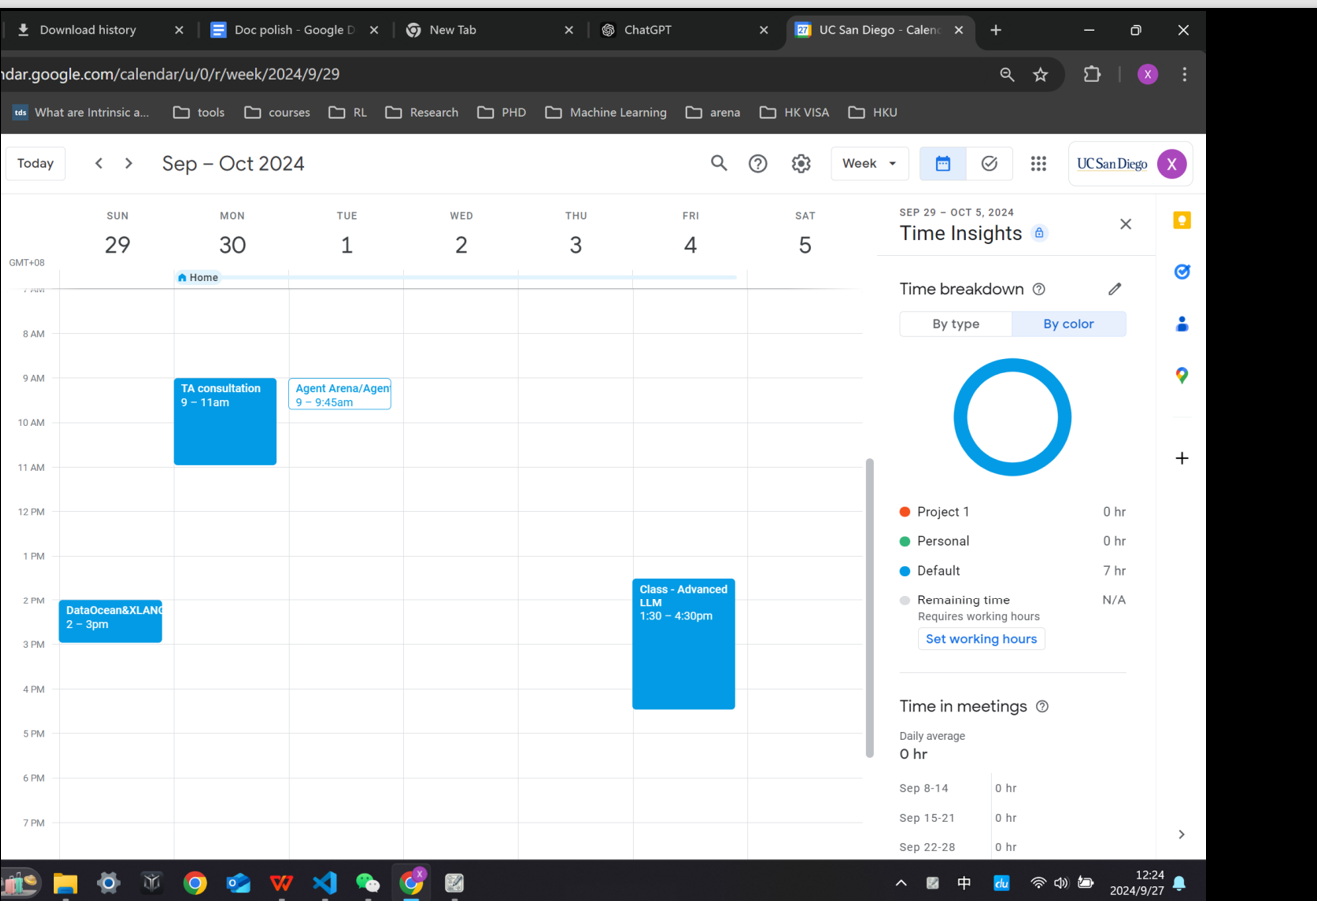 Download history
Doc polish - Google D
New Tab
ChatGPT
27 UC San Diego - Calend
ndar.google.com/calendar/u/0/r/week/2024/9/29
X
tds What are Intrinsic a... tools courses RL Research PHD Machine Learning arena HK VISA HKU
Today Sep – Oct 2024 Week UC San Diego X
SUN MON TUE WED THU FRI SAT
29 30 1 2 3 4 5
GMT+08
Home
7 AM
8 AM
9 AM
10 AM
11 AM
12 PM
1 PM
2 PM
3 PM
4 PM
5 PM
6 PM
7 PM
TA consultation
9 – 11am
Agent Arena/Agen
9 – 9:45am
DataOcean&XLANG
2 – 3pm
Class - Advanced
LLM
1:30 – 4:30pm
SEP 29 – OCT 5, 2024
Time Insights
Time breakdown
By type By color
Project 1 0 hr
Personal 0 hr
Default 7 hr
Remaining time N/A
Requires working hours
Set working hours
Time in meetings
Daily average
0 hr
Sep 8-14 0 hr
Sep 15-21 0 hr
Sep 22-28 0 hr
X
中 du
12:24
2024/9/27